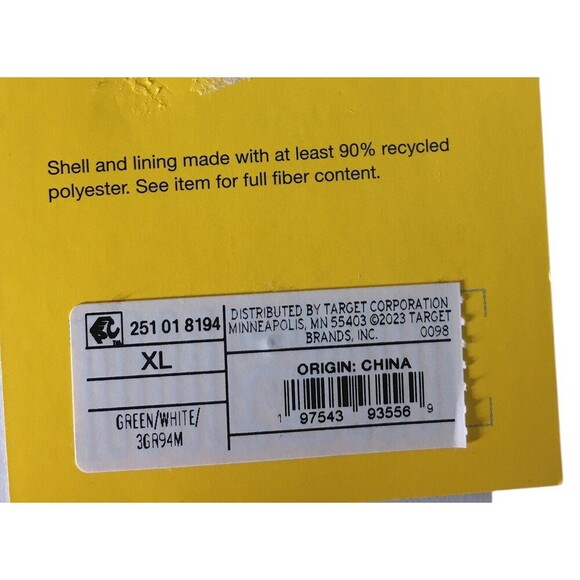 Shell and lining made with at least 90% recycled
polyester. See item for full fiber content.
251 01 8194
XL
GREEN/WHITE/
3GR94M
DISTRIBUTED BY TARGET CORPORATION
MINNEAPOLIS, MN 55403 ©2023 TARGET
BRANDS, INC.
0098
ORIGIN: CHINA
1 97543 93556 9